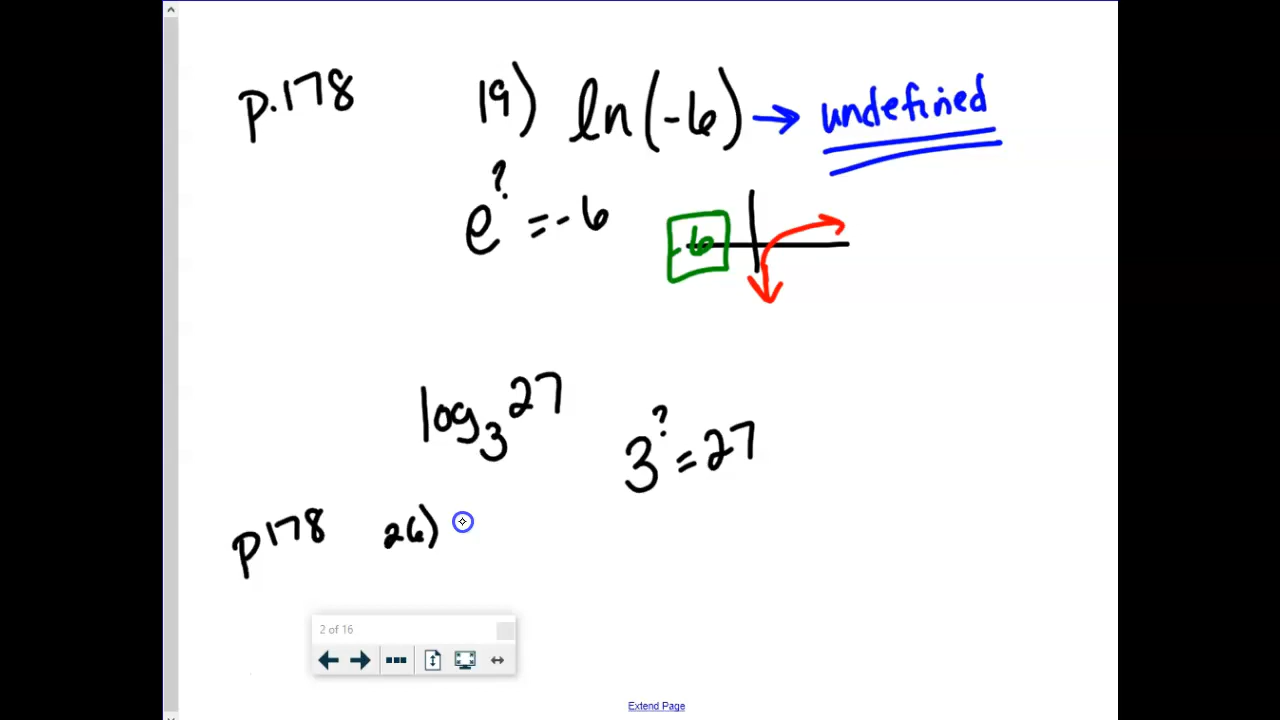 p.178 19) ln(-6) → undefined
e^? = -6
-6
log₃27 3^? = 27
p178 26)
2 of 16
Extend Page